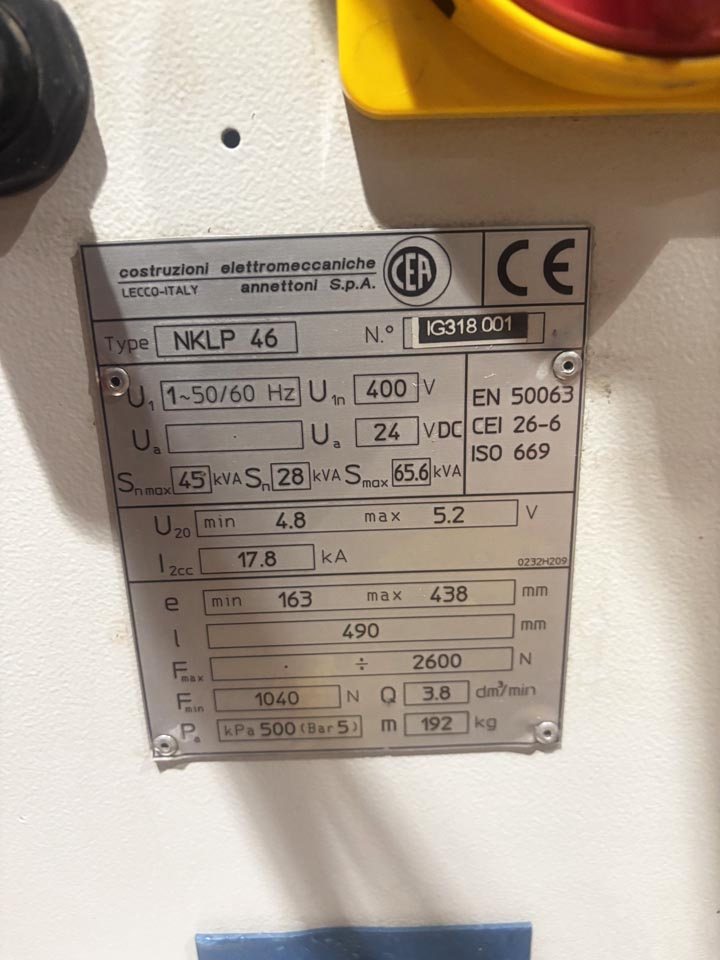 costruzioni elettromeccaniche
LECCO-ITALY annettoni S.p.A.
CEA
CE
Type NKLP 46 N.° IG318 001
U1 1~50/60 Hz U1n 400 V
Ua Ua 24 VDC
Sn max 45 kVA Sn 28 kVA Smax 65.6 kVA
EN 50063
CEI 26-6
ISO 669
U20 min 4.8 max 5.2 V
I2cc 17.8 kA
0232H209
e min 163 max 438 mm
l 490 mm
Fmax . ÷ 2600 N
Fmin 1040 N Q 3.8 dm³/min
Pa kPa 500 (Bar 5) m 192 kg